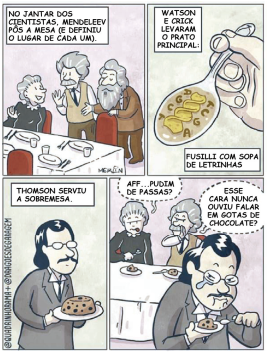 NO JANTAR DOS
CIENTISTAS, MENDELEEV
PÔS A MESA (E DEFINIU
O LUGAR DE CADA UM).
WATSON
E CRICK
LEVARAM
O PRATO
PRINCIPAL:
FUSILLI COM SOPA
DE LETRINHAS
THOMSON SERVIU
A SOBREMESA.
AFF...PUDIM
DE PASSAS?
ESSE
CARA NUNCA
OUVIU FALAR
EM GOTAS DE
CHOCOLATE?